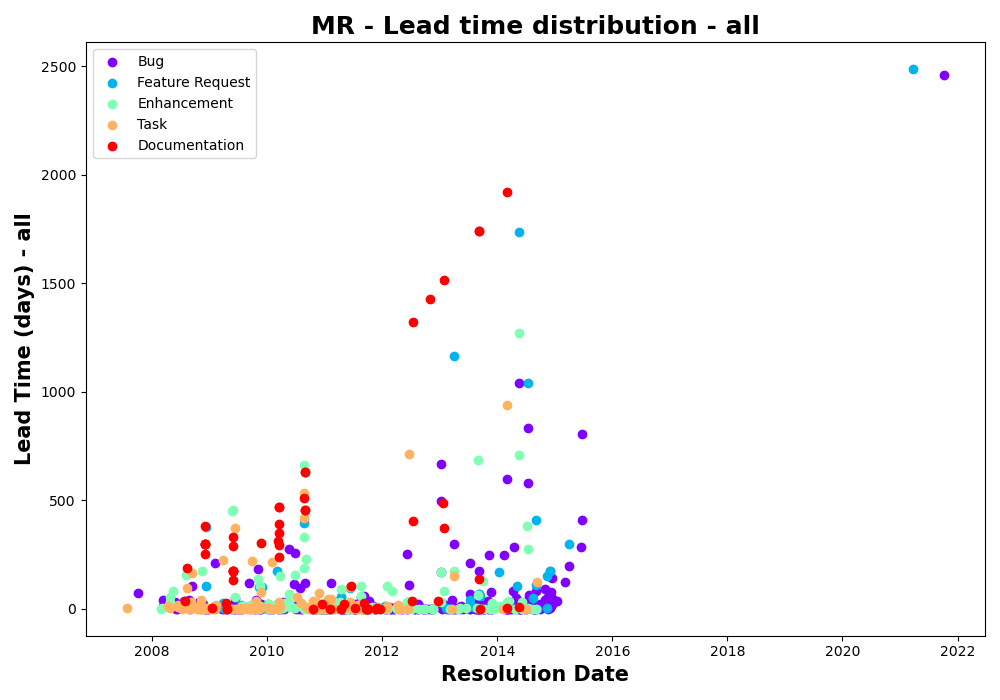 MR - Lead time distribution - all
Bug
Feature Request
Enhancement
Task
Documentation
Lead Time (days) - all
2500
2000
1500
1000
500
0
2008 2010 2012 2014 2016 2018 2020 2022
Resolution Date